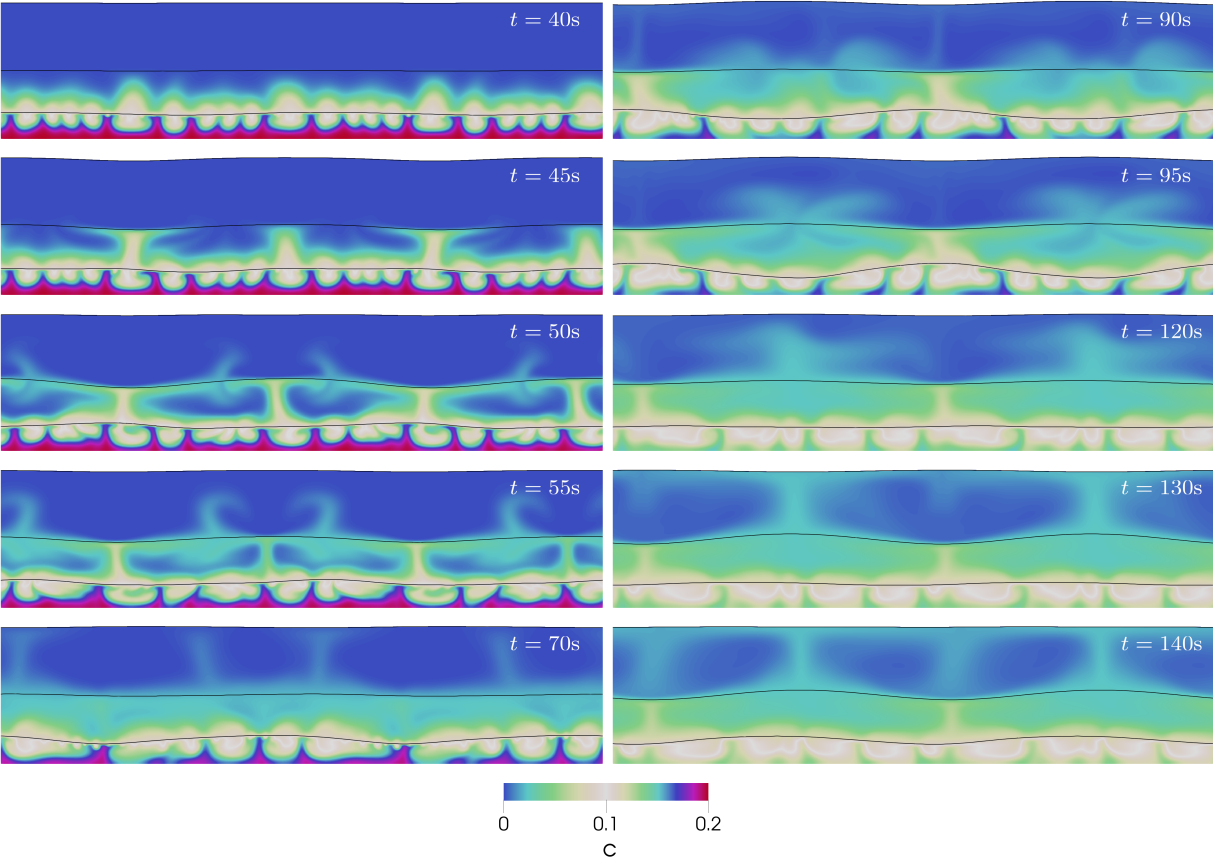 t = 40s
t = 45s
t = 50s
t = 55s
t = 70s
t = 90s
t = 95s
t = 120s
t = 130s
t = 140s
0 0.1 0.2
C